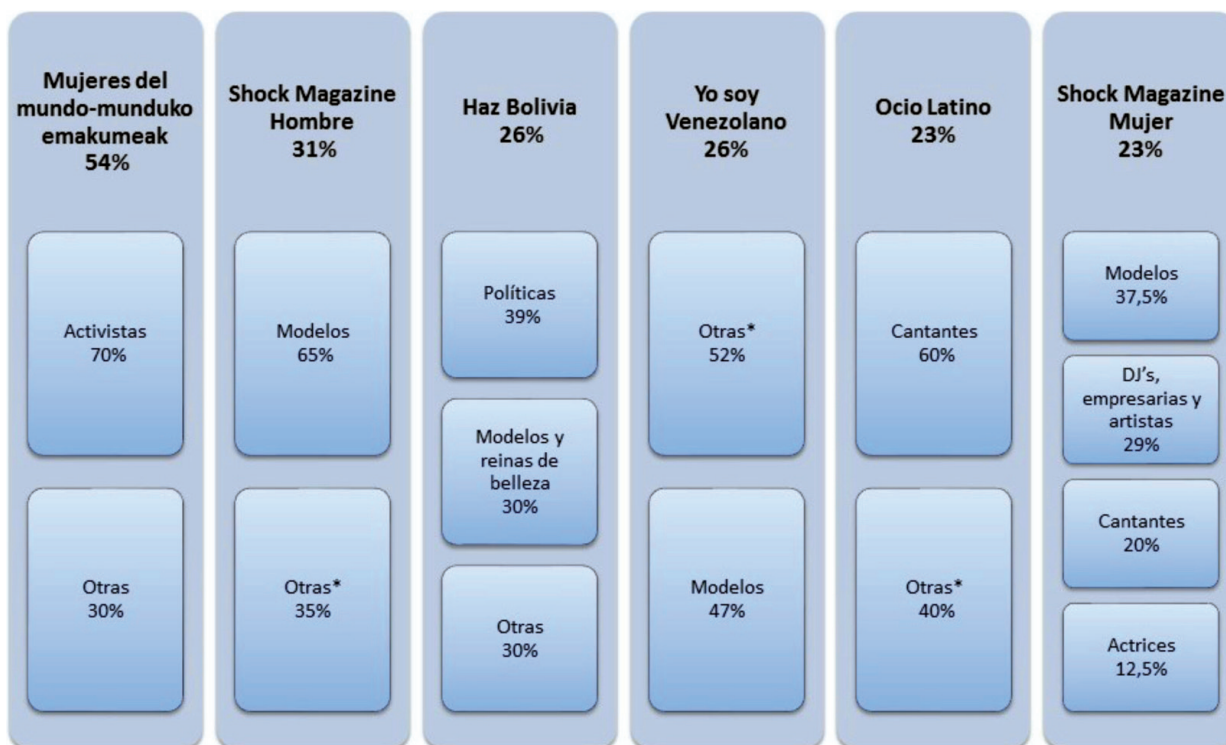 Mujeres del
mundo-munduko
emakumeak
54%
Activistas
70%
Otras
30%
Shock Magazine
Hombre
31%
Modelos
65%
Otras*
35%
Haz Bolivia
26%
Políticas
39%
Modelos y
reinas de
belleza
30%
Otras
30%
Yo soy
Venezolano
26%
Otras*
52%
Modelos
47%
Ocio Latino
23%
Cantantes
60%
Otras*
40%
Shock Magazine
Mujer
23%
Modelos
37,5%
DJ's,
empresarias y
artistas
29%
Cantantes
20%
Actrices
12,5%